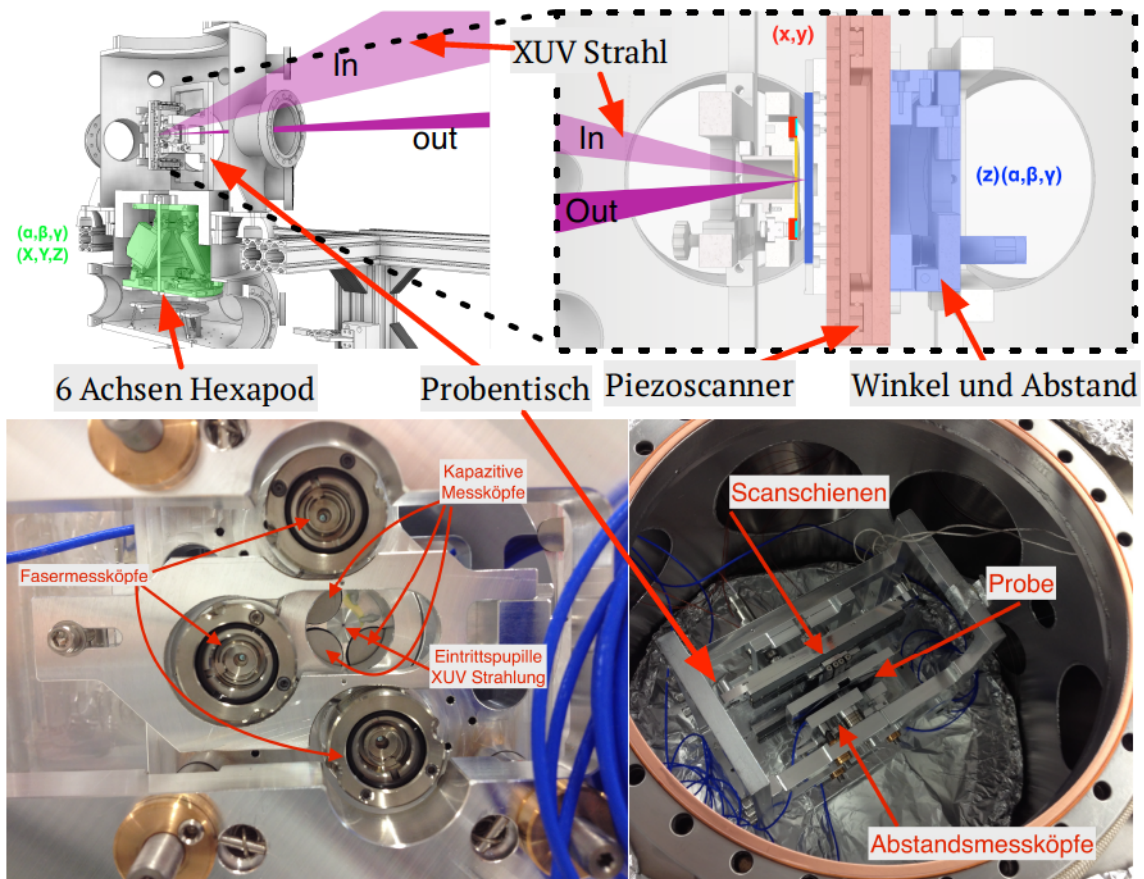 XUV Strahl
In
out
(α,β,γ)
(X,Y,Z)
(x,y)
In
Out
(z)(α,β,γ)
6 Achsen Hexapod
Probentisch
Piezoscanner
Winkel und Abstand
Kapazitive
Messköpfe
Fasermessköpfe
Eintrittspupille
XUV Strahlung
Scanschienen
Probe
Abstandsmessköpfe